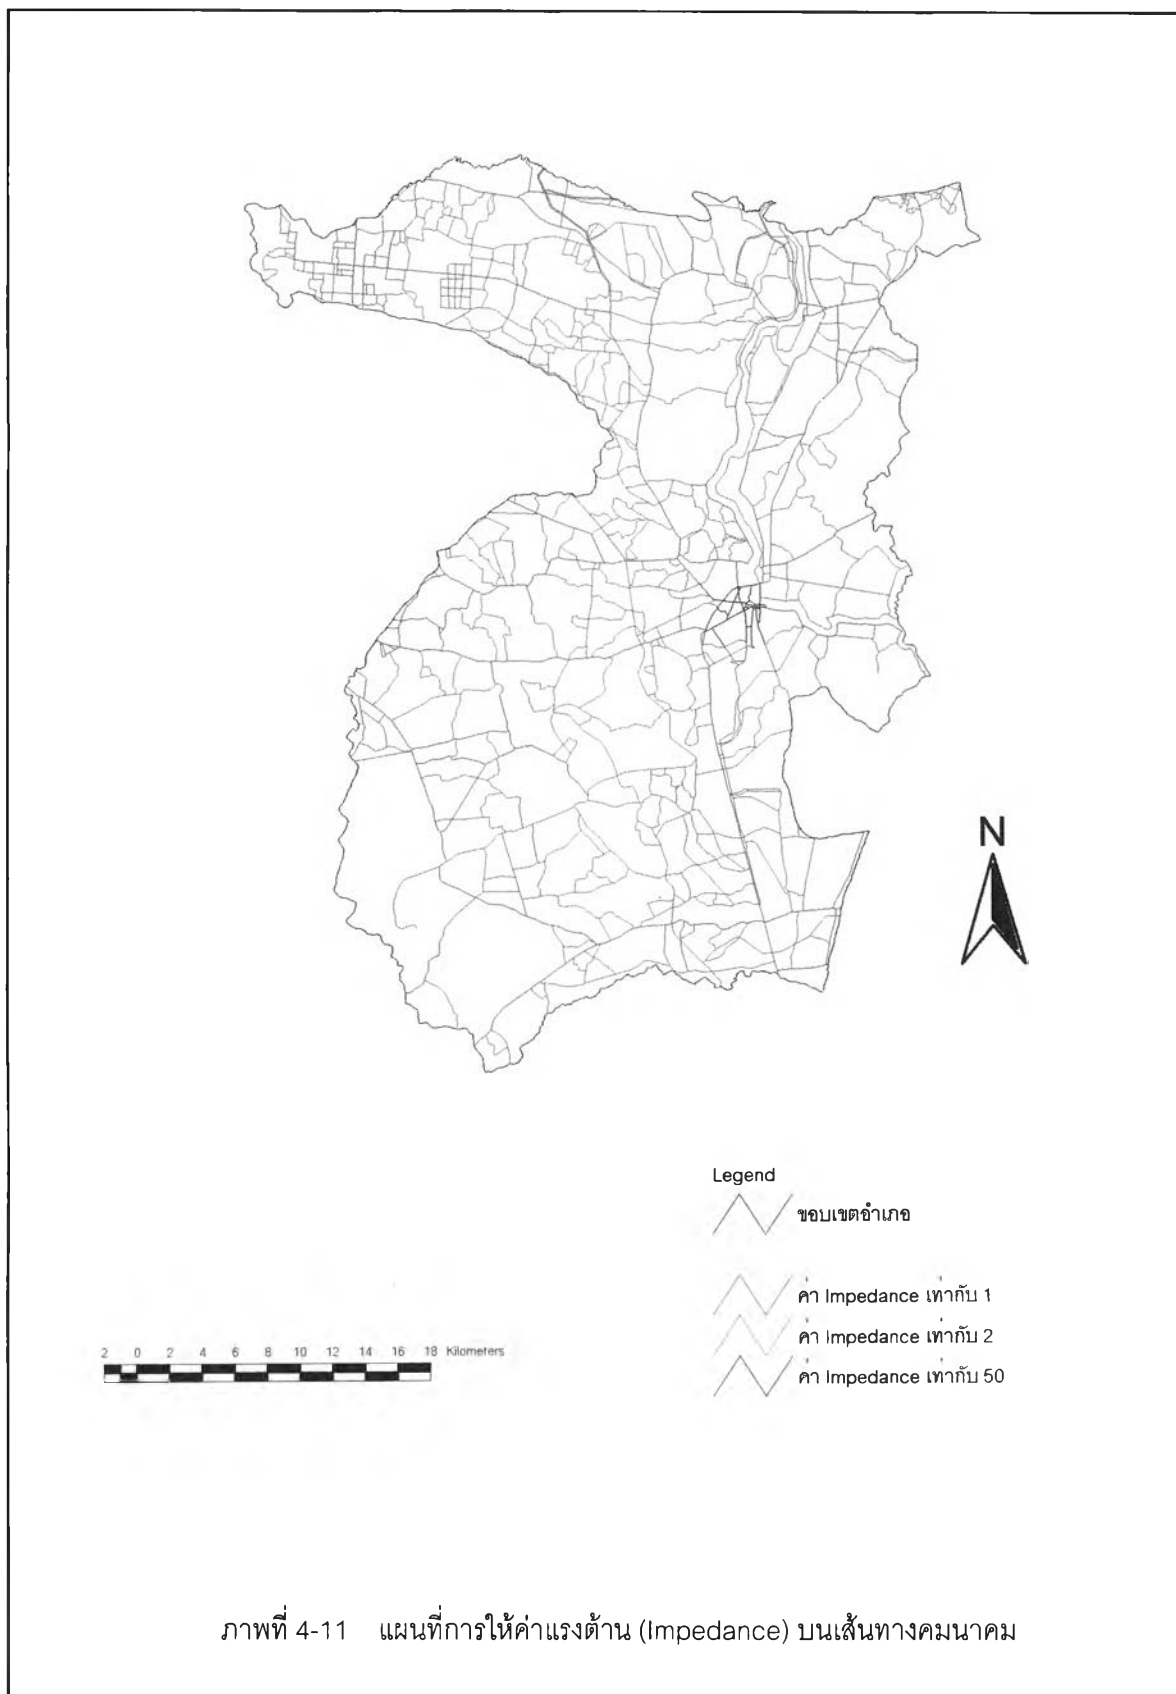 N
Legend
ขอบเขตอำเภอ
ค่า Impedance เท่ากับ 1
ค่า Impedance เท่ากับ 2
ค่า Impedance เท่ากับ 50
2 0 2 4 6 8 10 12 14 16 18 Kilometers
ภาพที่ 4-11 แผนที่การให้ค่าแรงต้าน (Impedance) บนเส้นทางคมนาคม